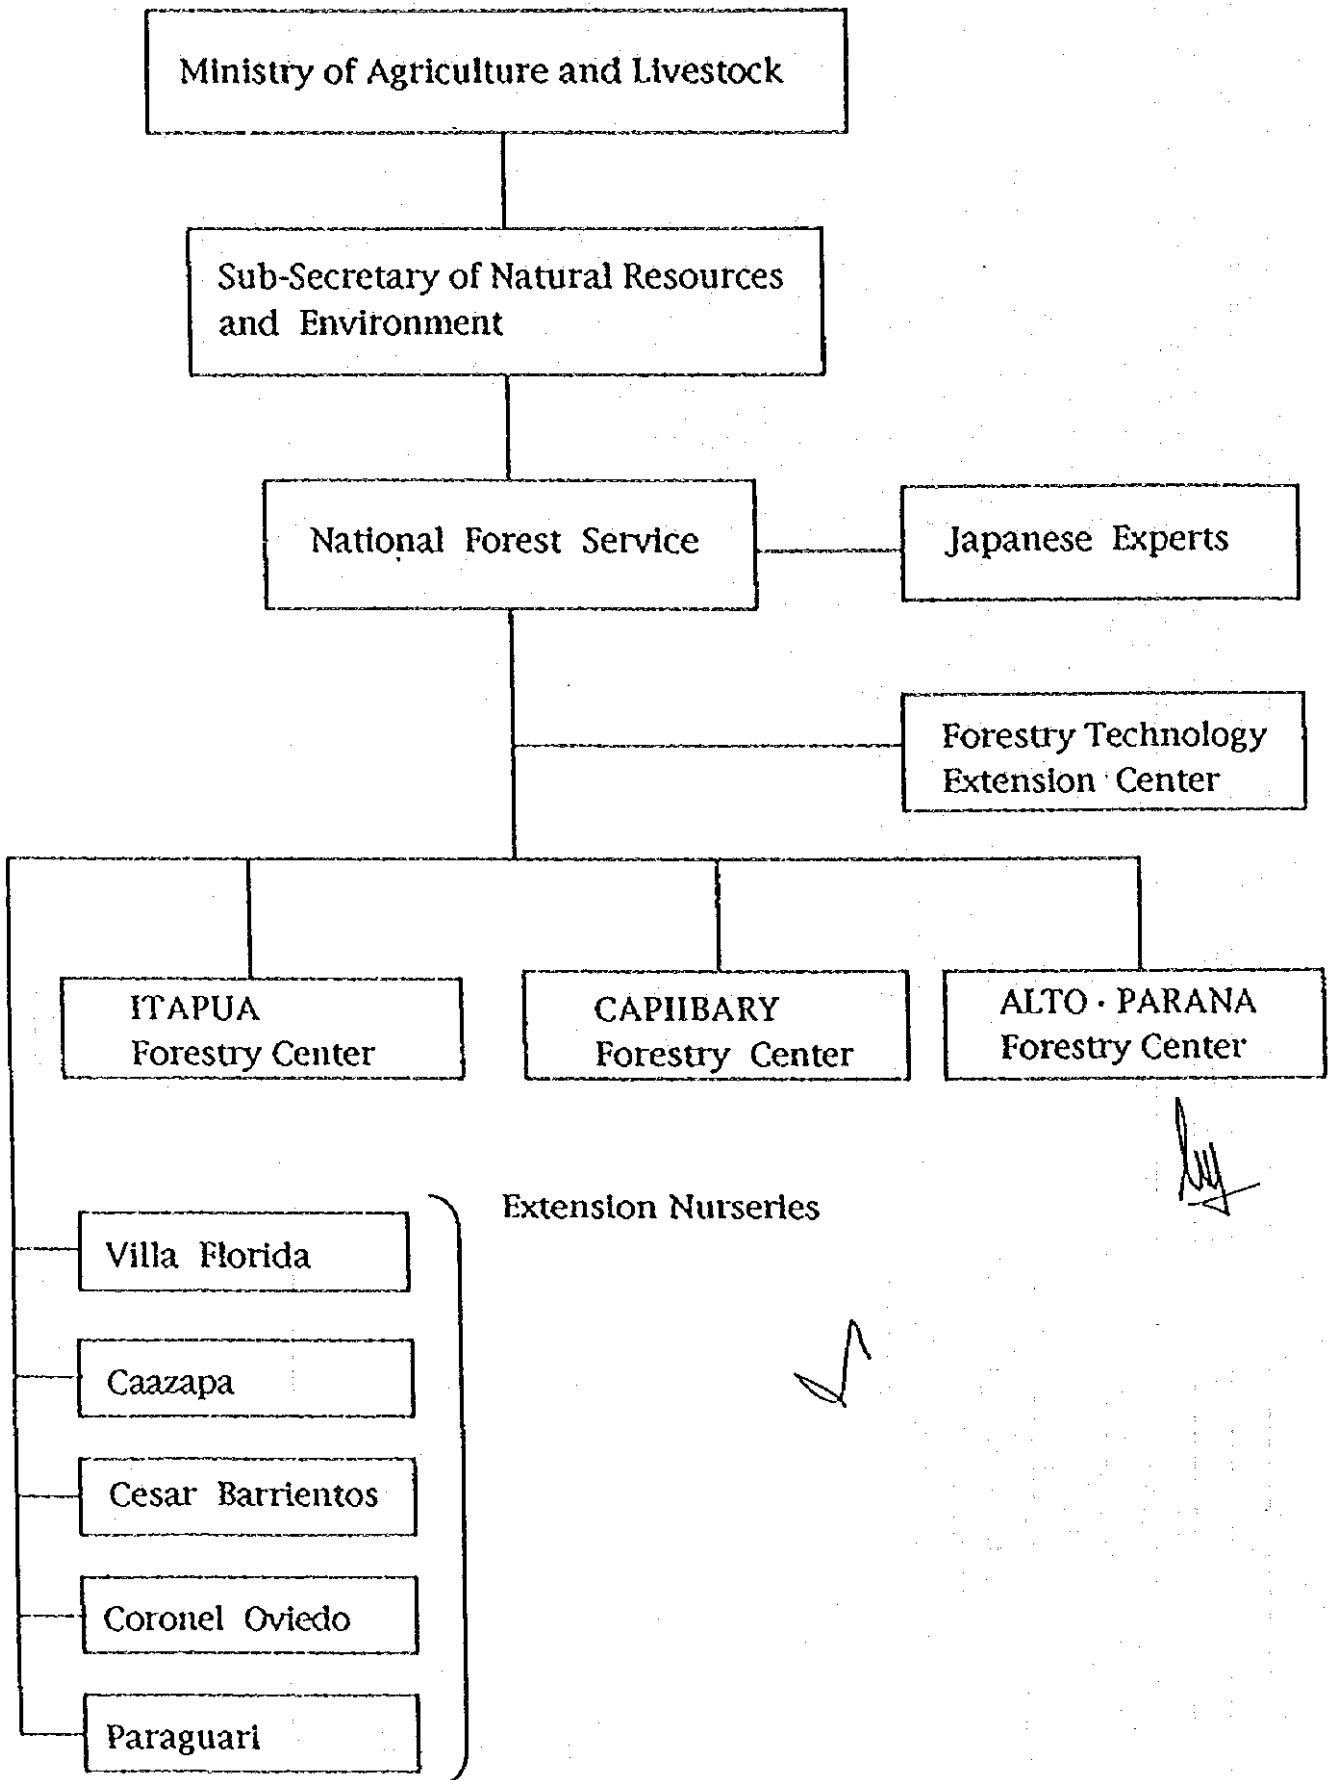 Ministry of Agriculture and Livestock
Sub-Secretary of Natural Resources
and Environment
National Forest Service
Japanese Experts
Forestry Technology
Extension Center
ITAPUA
Forestry Center
CAPIIBARY
Forestry Center
ALTO · PARANA
Forestry Center
Extension Nurseries
Villa Florida
Caazapa
Cesar Barrientos
Coronel Oviedo
Paraguari